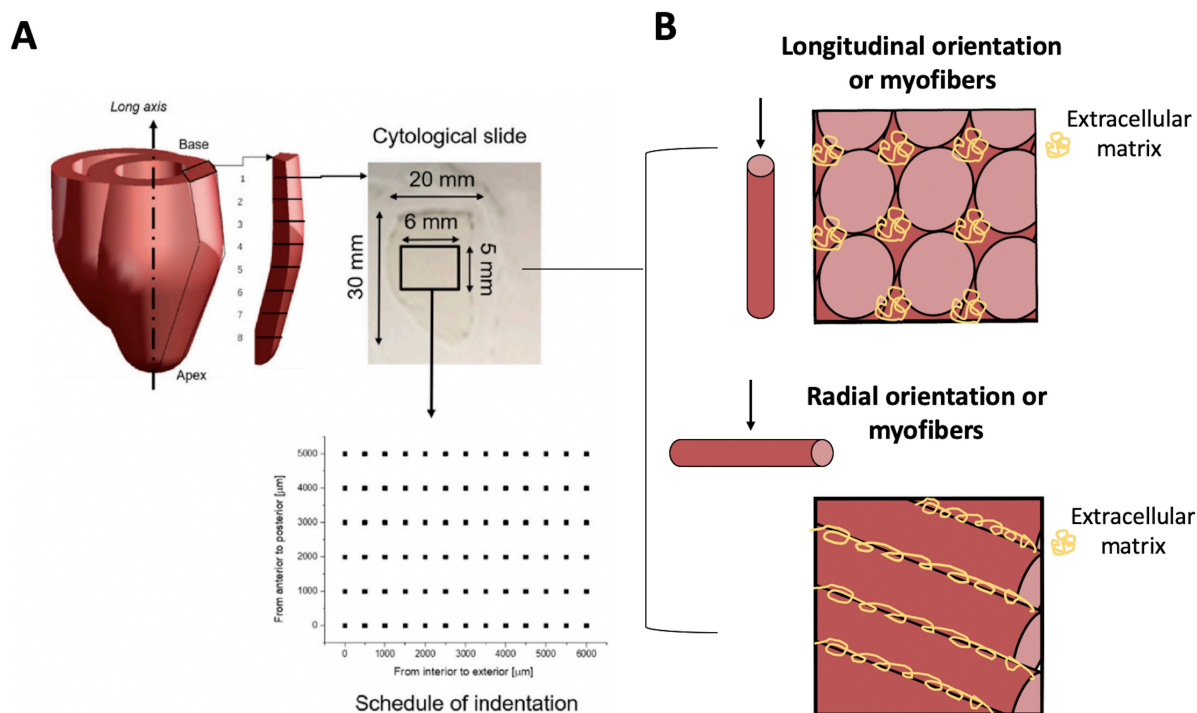 A
Long axis
Base
1
2
3
4
5
6
7
8
Apex
Cytological slide
20 mm
6 mm
5 mm
30 mm
From anterior to posterior [µm]
5000
4000
3000
2000
1000
0
0 1000 2000 3000 4000 5000 6000
From interior to exterior [µm]
Schedule of indentation
B
Longitudinal orientation
or myofibers
Extracellular
matrix
Radial orientation or
myofibers
Extracellular
matrix